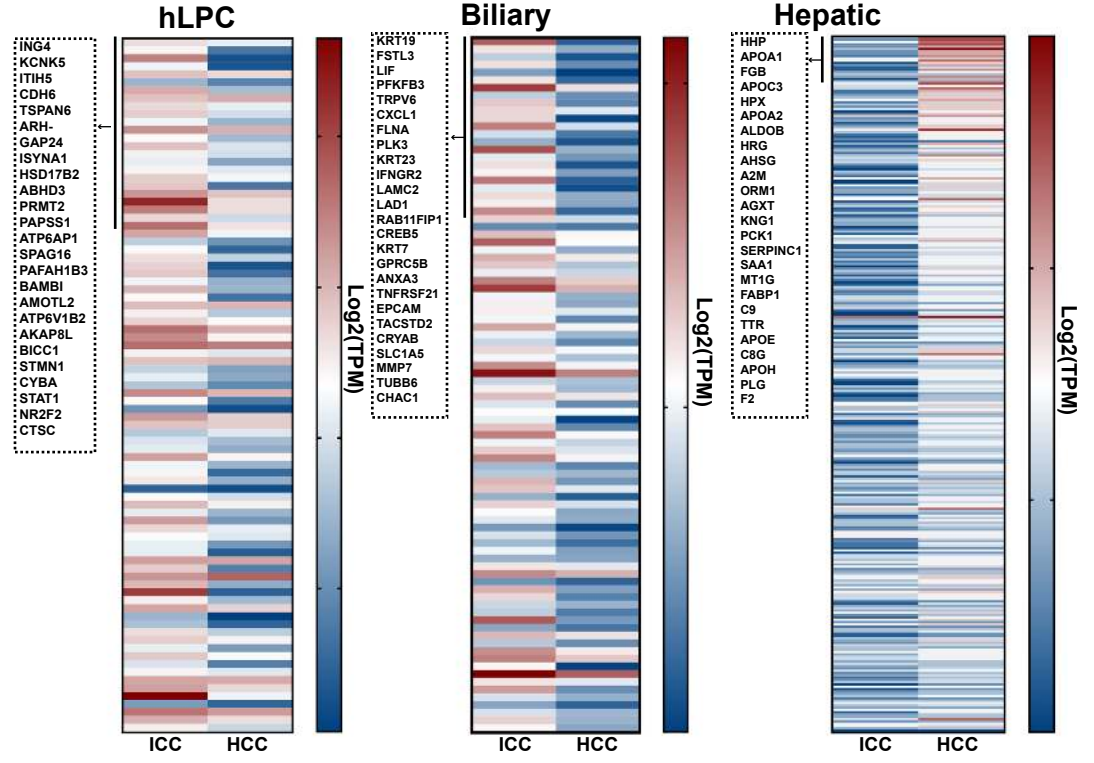 hLPC
ING4
KCNK5
ITIH5
CDH6
TSPAN6
ARH-
GAP24
ISYNA1
HSD17B2
ABHD3
PRMT2
PAPSS1
ATP6AP1
SPAG16
PAFAH1B3
BAMBI
AMOTL2
ATP6V1B2
AKAP8L
BICC1
STMN1
CYBA
STAT1
NR2F2
CTSC
ICC HCC
Log2(TPM)
Biliary
KRT19
FSTL3
LIF
PFKFB3
TRPV6
CXCL1
FLNA
PLK3
KRT23
IFNGR2
LAMC2
LAD1
RAB11FIP1
CREB5
KRT7
GPRC5B
ANXA3
TNFRSF21
EPCAM
TACSTD2
CRYAB
SLC1A5
MMP7
TUBB6
CHAC1
ICC HCC
Log2(TPM)
Hepatic
HHP
APOA1
FGB
APOC3
HPX
APOA2
ALDOB
HRG
AHSG
A2M
ORM1
AGXT
KNG1
PCK1
SERPINC1
SAA1
MT1G
FABP1
C9
TTR
APOE
C8G
APOH
PLG
F2
ICC HCC
Log2(TPM)